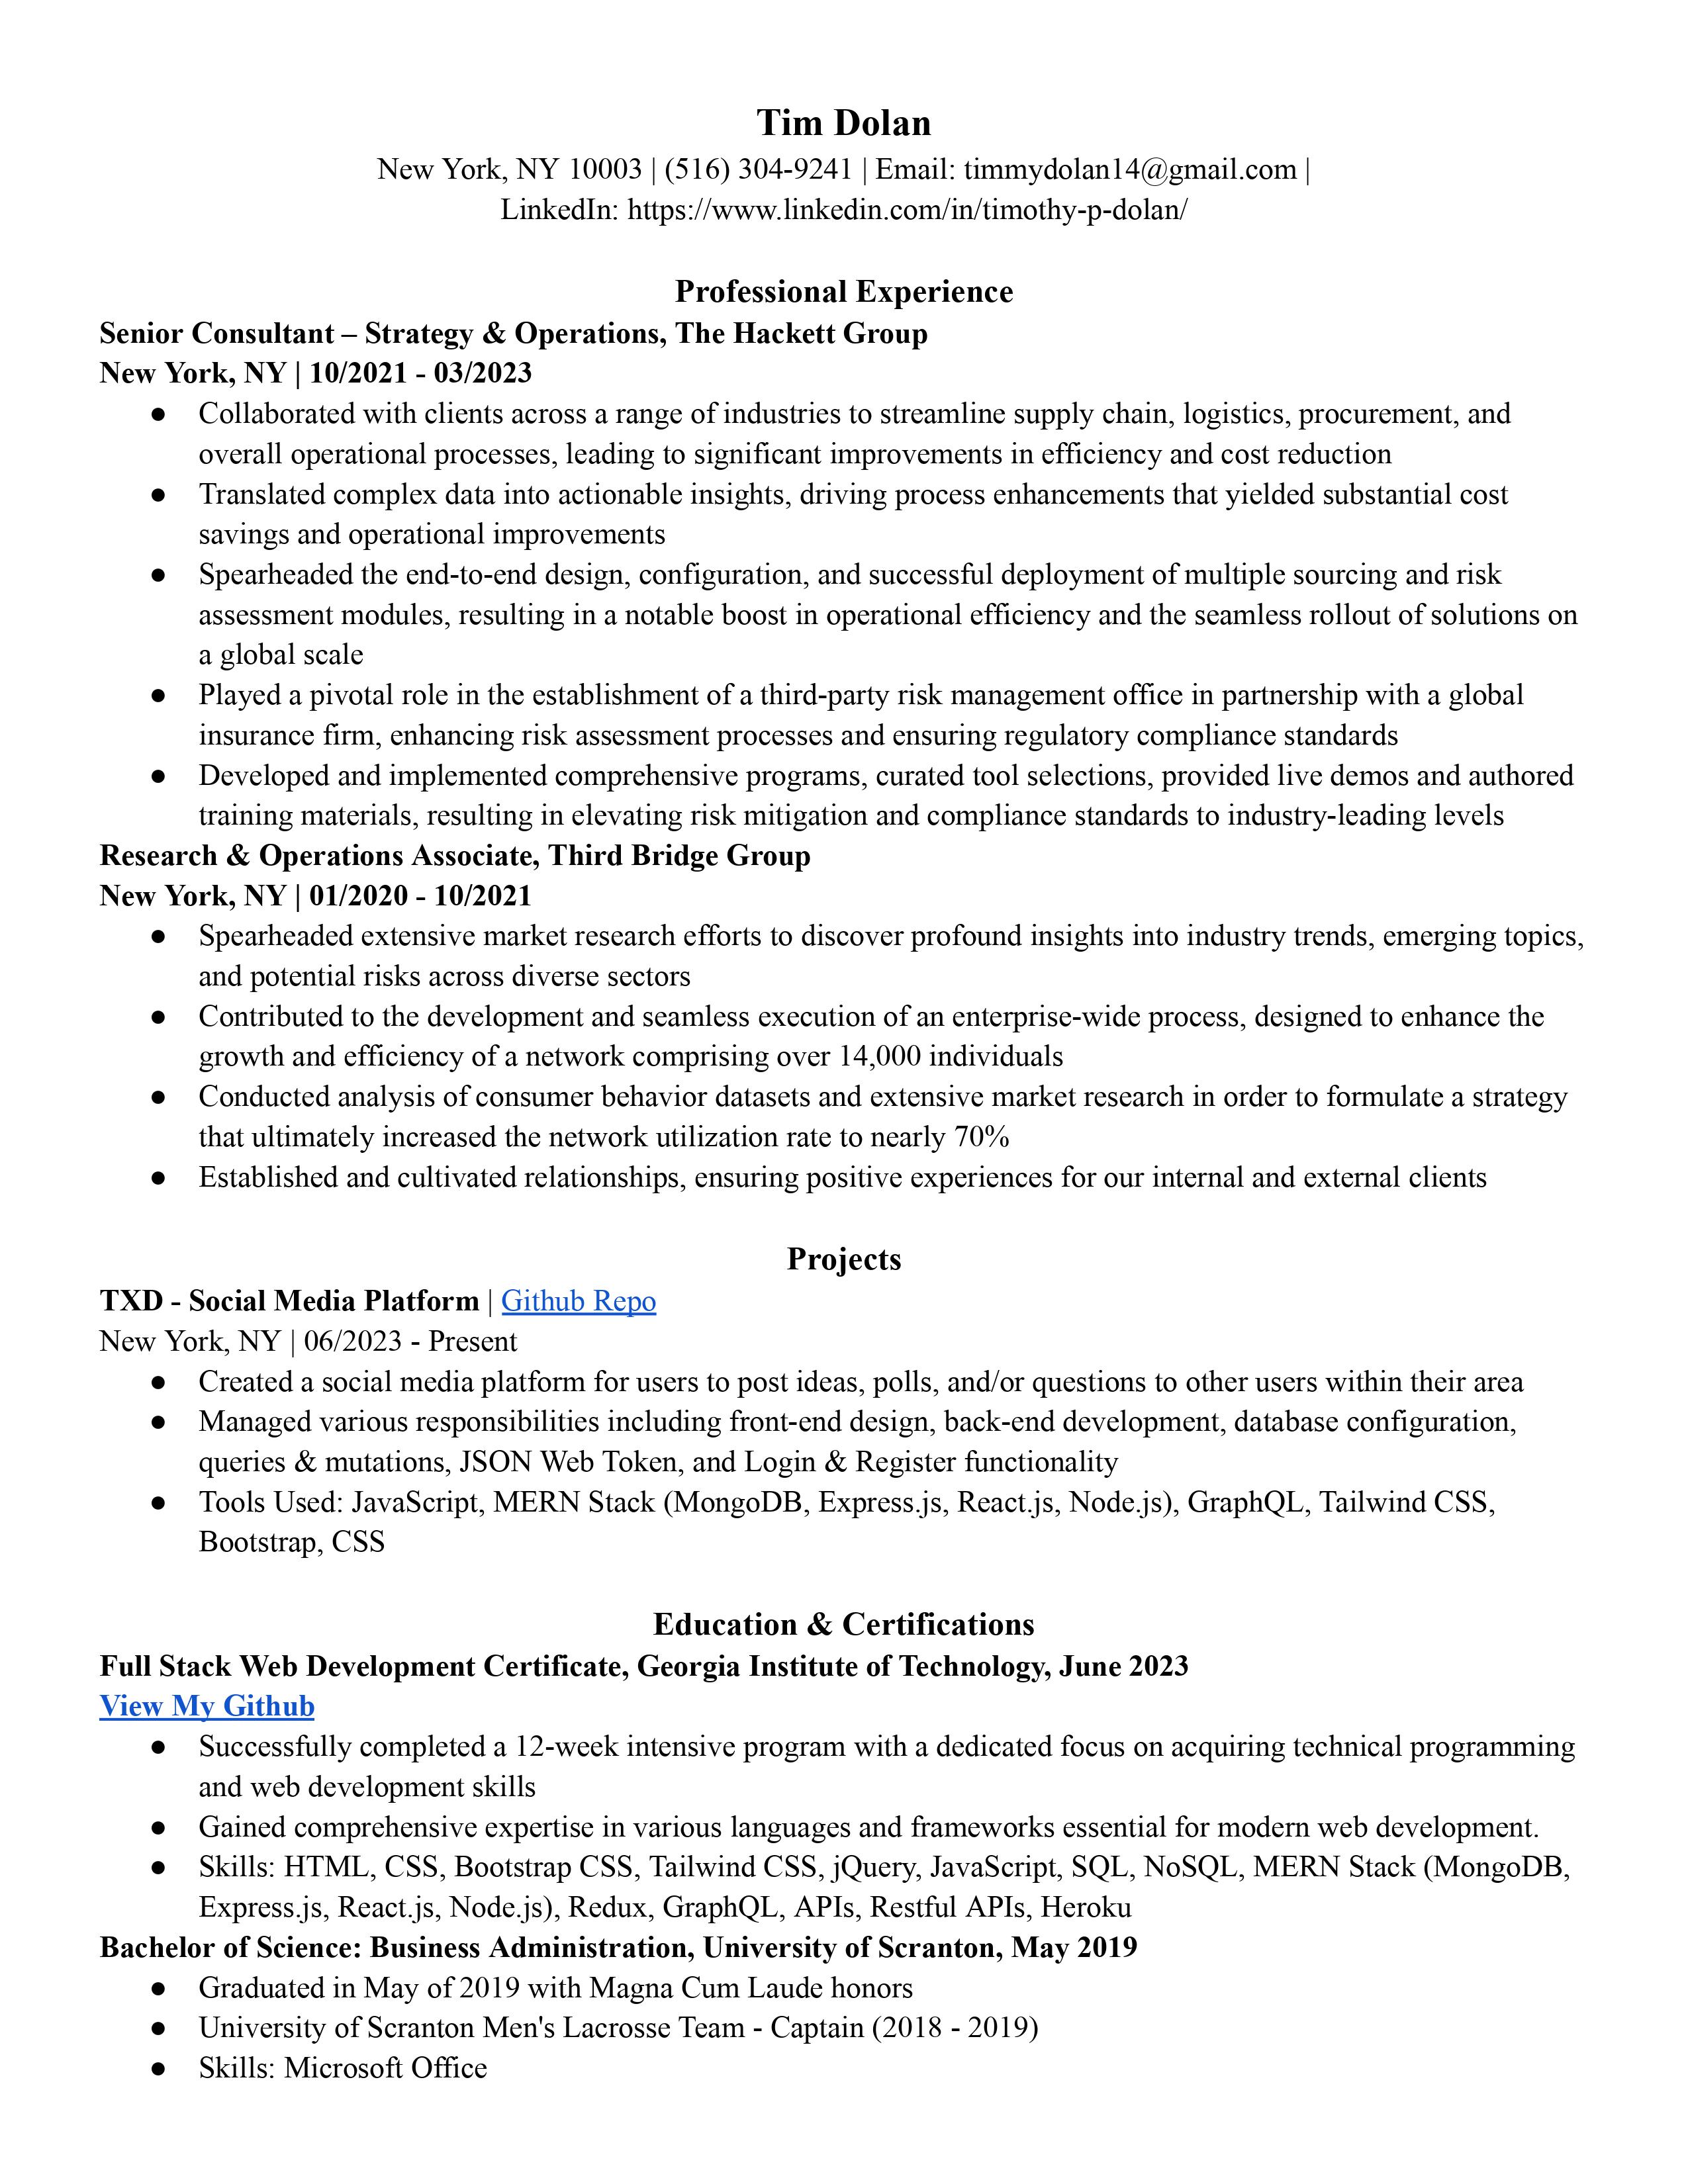 Tim Dolan
New York, NY 10003 | (516) 304-9241 | Email: timmydolan14@gmail.com |
LinkedIn: https://www.linkedin.com/in/timothy-p-dolan/
Professional Experience
Senior Consultant – Strategy & Operations, The Hackett Group
New York, NY | 10/2021 - 03/2023
● Collaborated with clients across a range of industries to streamline supply chain, logistics, procurement, and
overall operational processes, leading to significant improvements in efficiency and cost reduction
● Translated complex data into actionable insights, driving process enhancements that yielded substantial cost
savings and operational improvements
● Spearheaded the end-to-end design, configuration, and successful deployment of multiple sourcing and risk
assessment modules, resulting in a notable boost in operational efficiency and the seamless rollout of solutions on
a global scale
● Played a pivotal role in the establishment of a third-party risk management office in partnership with a global
insurance firm, enhancing risk assessment processes and ensuring regulatory compliance standards
● Developed and implemented comprehensive programs, curated tool selections, provided live demos and authored
training materials, resulting in elevating risk mitigation and compliance standards to industry-leading levels
Research & Operations Associate, Third Bridge Group
New York, NY | 01/2020 - 10/2021
● Spearheaded extensive market research efforts to discover profound insights into industry trends, emerging topics,
and potential risks across diverse sectors
● Contributed to the development and seamless execution of an enterprise-wide process, designed to enhance the
growth and efficiency of a network comprising over 14,000 individuals
● Conducted analysis of consumer behavior datasets and extensive market research in order to formulate a strategy
that ultimately increased the network utilization rate to nearly 70%
● Established and cultivated relationships, ensuring positive experiences for our internal and external clients
Projects
TXD - Social Media Platform | Github Repo
New York, NY | 06/2023 - Present
● Created a social media platform for users to post ideas, polls, and/or questions to other users within their area
● Managed various responsibilities including front-end design, back-end development, database configuration,
queries & mutations, JSON Web Token, and Login & Register functionality
● Tools Used: JavaScript, MERN Stack (MongoDB, Express.js, React.js, Node.js), GraphQL, Tailwind CSS,
Bootstrap, CSS
Education & Certifications
Full Stack Web Development Certificate, Georgia Institute of Technology, June 2023
View My Github
● Successfully completed a 12-week intensive program with a dedicated focus on acquiring technical programming
and web development skills
● Gained comprehensive expertise in various languages and frameworks essential for modern web development.
● Skills: HTML, CSS, Bootstrap CSS, Tailwind CSS, jQuery, JavaScript, SQL, NoSQL, MERN Stack (MongoDB,
Express.js, React.js, Node.js), Redux, GraphQL, APIs, Restful APIs, Heroku
Bachelor of Science: Business Administration, University of Scranton, May 2019
● Graduated in May of 2019 with Magna Cum Laude honors
● University of Scranton Men's Lacrosse Team - Captain (2018 - 2019)
● Skills: Microsoft Office